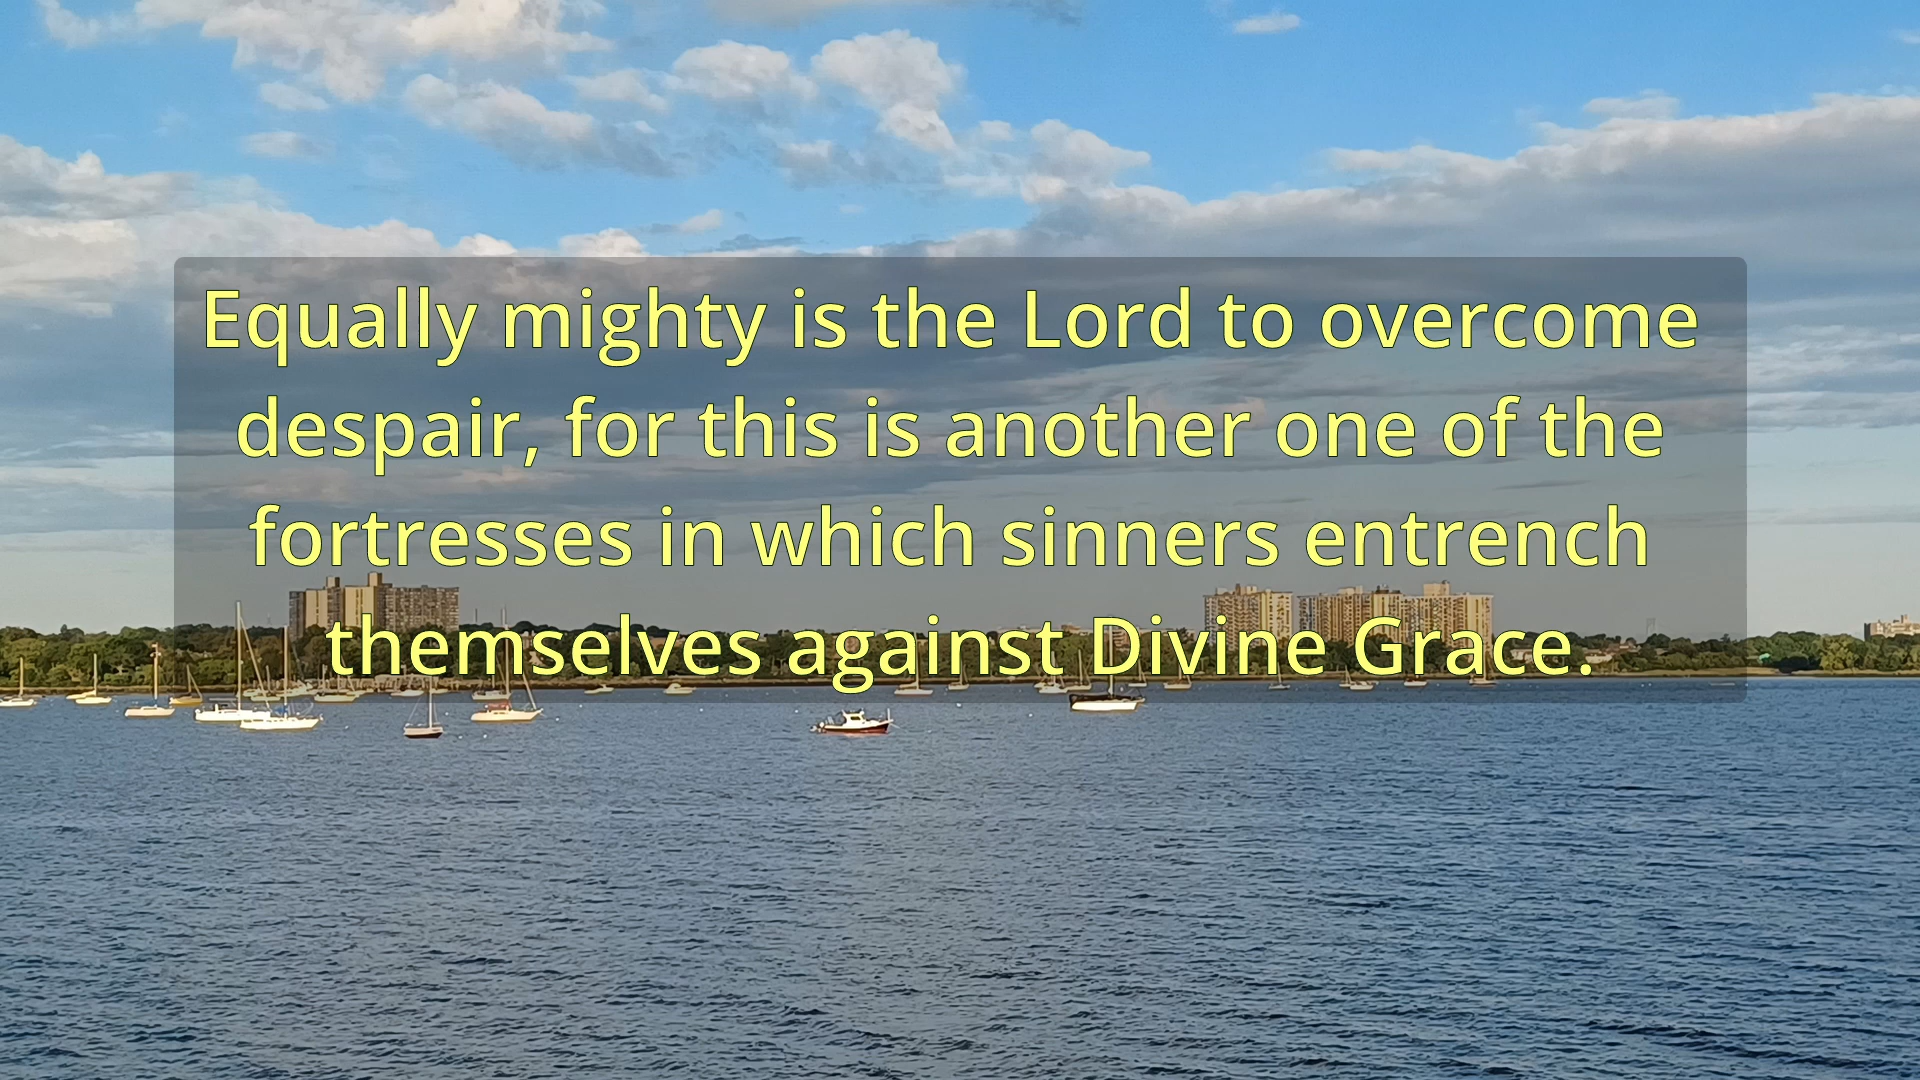 Equally mighty is the Lord to overcome
despair, for this is another one of the
fortresses in which sinners entrench
themselves against Divine Grace.